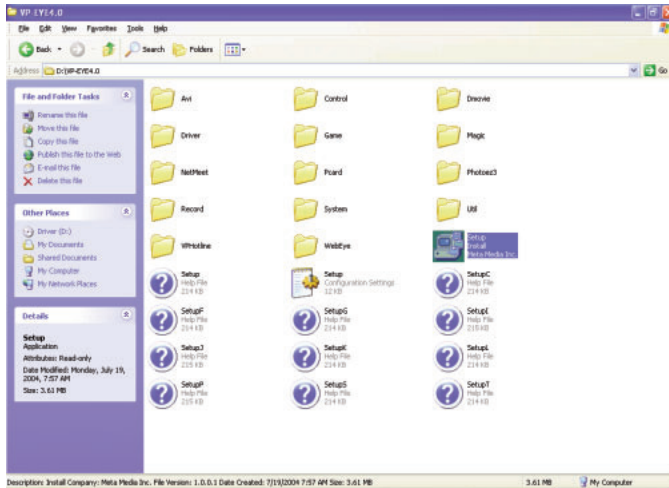 VP-EYE4.0
File Edit View Favorites Tools Help
Back Search Folders
Address D:\VP-EYE4.0 Go
File and Folder Tasks
Rename this file
Move this file
Copy this file
Publish this file to the Web
E-mail this file
Delete this file
Other Places
Driver (D:)
My Documents
Shared Documents
My Computer
My Network Places
Details
Setup
Application
Attributes: Read-only
Date Modified: Monday, July 19,
2004, 7:57 AM
Size: 3.61 MB
Avi Control Dmovie
Driver Game Magic
NetMeet Pcard Photoez3
Record System Util
VPHotline WebEye
Setup
Install
Meta Media Inc.
Setup
Help File
214 KB
Setup
Configuration Settings
12 KB
SetupC
Help File
214 KB
SetupF
Help File
214 KB
SetupG
Help File
214 KB
Help File
215 KB
SetupJ
Help File
215 KB
SetupK
Help File
214 KB
SetupL
Help File
214 KB
SetupP
Help File
215 KB
SetupS
Help File
214 KB
SetupT
Help File
214 KB
Description: Install Company: Meta Media Inc. File Version: 1.0.0.1 Date Created: 7/19/2004 7:57 AM Size: 3.61 MB 3.61 MB My Computer